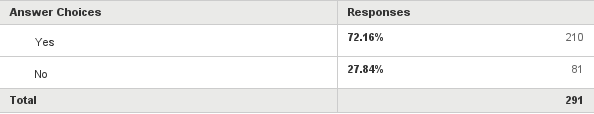 Answer Choices Responses
Yes 72.16% 210
No 27.84% 81
Total 291